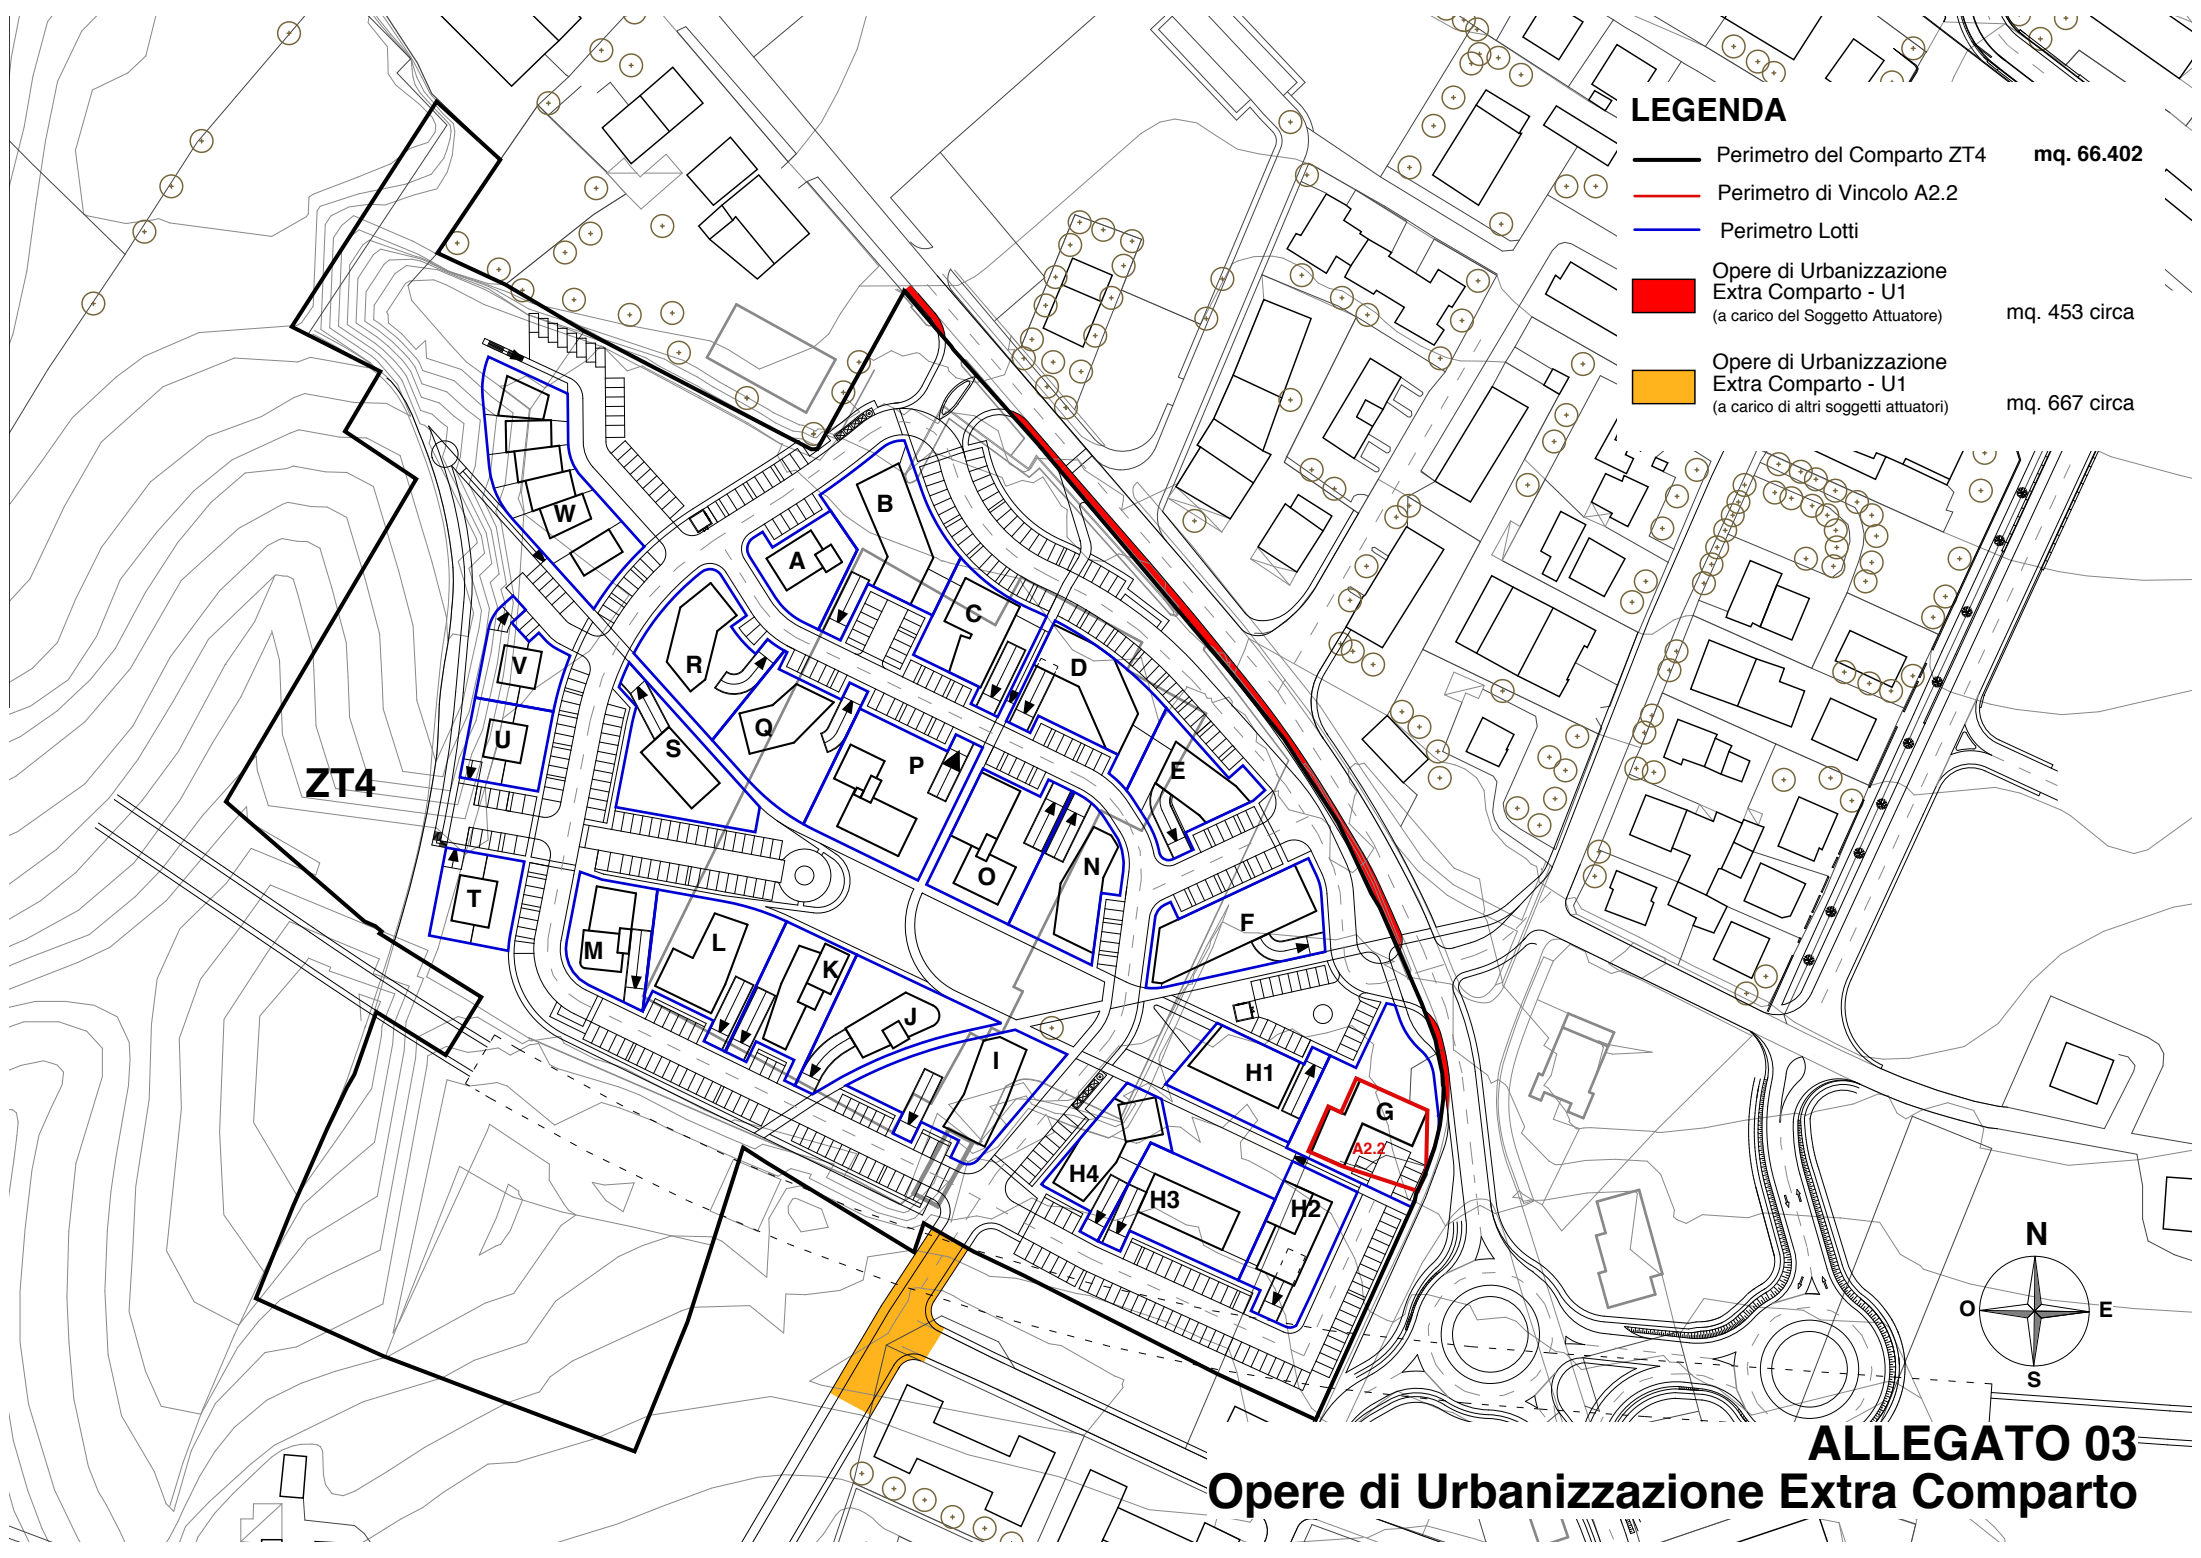 LEGENDA
Perimetro del Comparto ZT4 mq. 66.402
Perimetro di Vincolo A2.2
Perimetro Lotti
Opere di Urbanizzazione
Extra Comparto - U1
(a carico del Soggetto Attuatore) mq. 453 circa
Opere di Urbanizzazione
Extra Comparto - U1
(a carico di altri soggetti attuatori) mq. 667 circa
B
W
A
C
R
V
D
Q
U
S
P
E
ZT4
O
N
T
F
M
L
K
J
I
H1
G
A2.2
H4
H3
H2
N
O
E
S
ALLEGATO 03
Opere di Urbanizzazione Extra Comparto